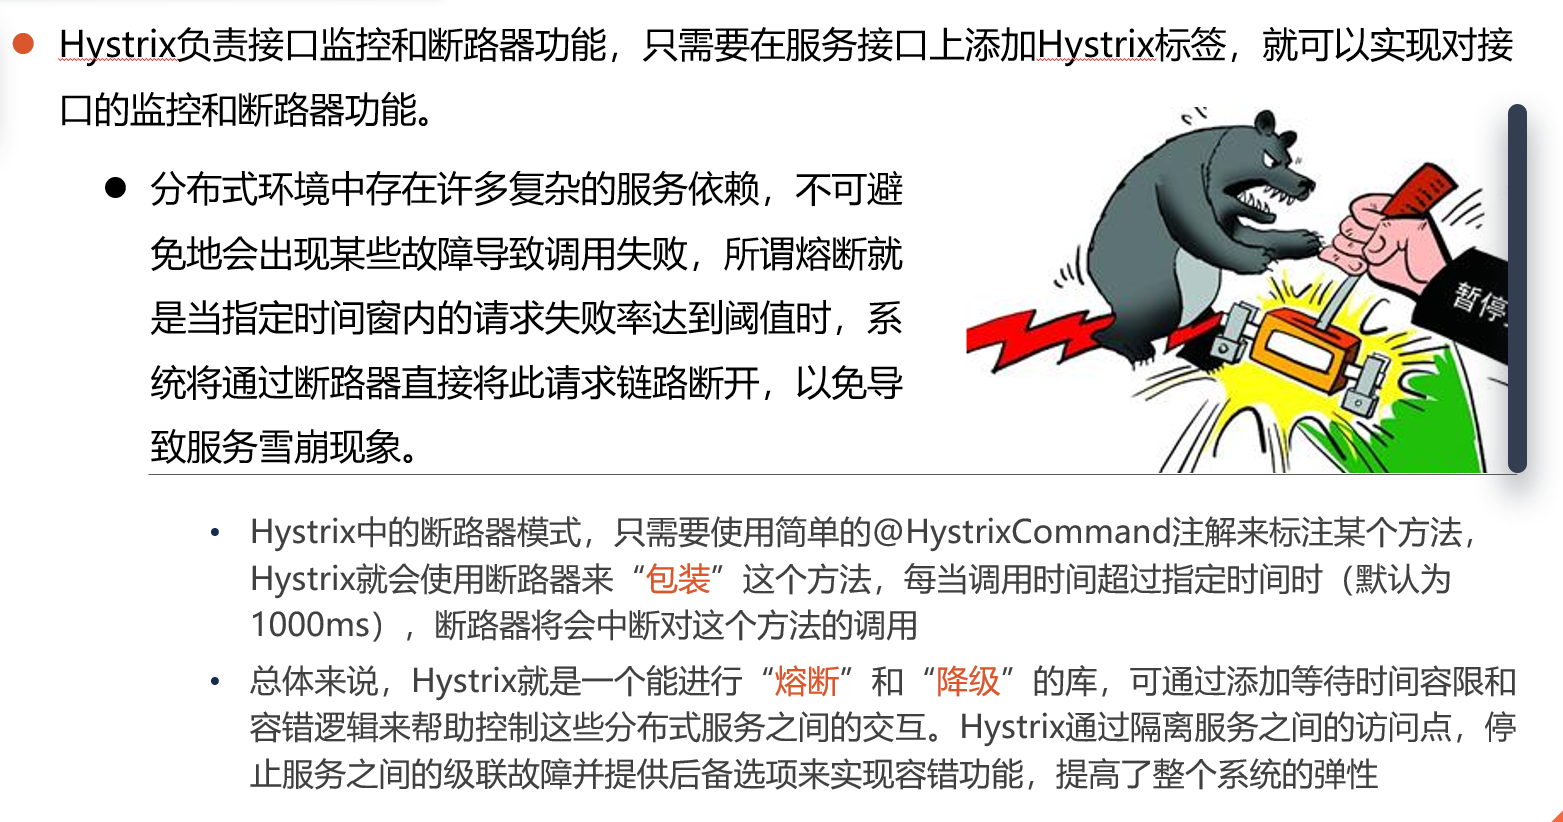 Hystrix负责接口监控和断路器功能，只需要在服务接口上添加Hystrix标签，就可以实现对接
口的监控和断路器功能。
分布式环境中存在许多复杂的服务依赖，不可避
免地会出现某些故障导致调用失败，所谓熔断就
是当指定时间窗内的请求失败率达到阈值时，系
统将通过断路器直接将此请求链路断开，以免导
致服务雪崩现象。
暂停
Hystrix中的断路器模式，只需要使用简单的@HystrixCommand注解来标注某个方法，
Hystrix就会使用断路器来“包装”这个方法，每当调用时间超过指定时间时（默认为
1000ms），断路器将会中断对这个方法的调用
总体来说，Hystrix就是一个能进行“熔断”和“降级”的库，可通过添加等待时间容限和
容错逻辑来帮助控制这些分布式服务之间的交互。Hystrix通过隔离服务之间的访问点，停
止服务之间的级联故障并提供后备选项来实现容错功能，提高了整个系统的弹性